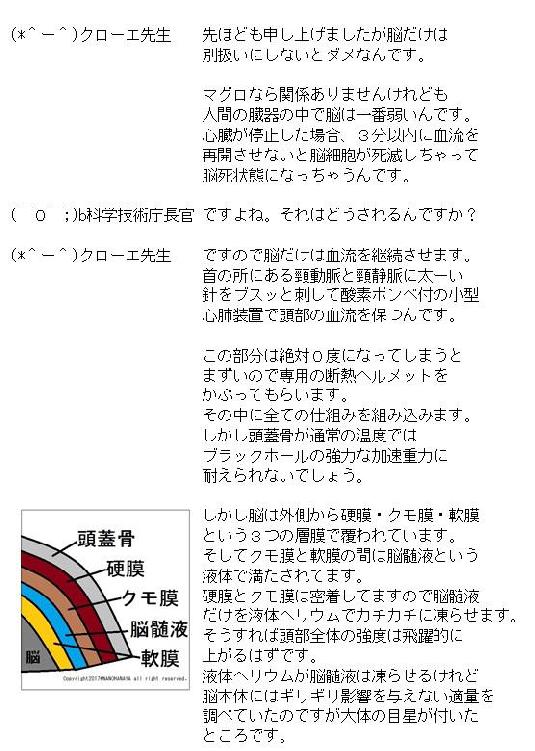 (*＾ー＾)クローエ先生　先ほども申し上げましたが脳だけは
別扱いにしないとダメなんです。
マグロなら関係ありませんけれども
人間の臓器の中で脳は一番弱いんです。
心臓が停止した場合、３分以内に血流を
再開させないと脳細胞が死滅しちゃって
脳死状態になっちゃうんです。
(　０　;)b科学技術庁長官 ですよね。それはどうされるんですか？
(*＾ー＾)クローエ先生　ですので脳だけは血流を継続させます。
首の所にある頸動脈と頸静脈に太ーい
針をブスッと刺して酸素ボンベ付の小型
心肺装置で頭部の血流を保つんです。
この部分は絶対０度になってしまうと
まずいので専用の断熱ヘルメットを
かぶってもらいます。
その中に全ての仕組みを組み込みます。
しかし頭蓋骨が通常の温度では
ブラックホールの強力な加速重力に
耐えられないでしょう。
しかし脳は外側から硬膜・クモ膜・軟膜
という３つの層膜で覆われています。
そしてクモ膜と軟膜の間には脳髄液という
液体で満たされてます。
硬膜とクモ膜は密着してますので脳髄液
だけを液体ヘリウムでカチカチに凍らせます。
そうすれば頭部全体の強度は飛躍的に
上がるはずです。
液体ヘリウムが脳髄液は凍らせるけれど
脳本体にはギリギリ影響を与えない適量を
調べていたのですが大体の目星が付いた
ところです。
頭蓋骨
硬膜
クモ膜
脳髄液
軟膜
脳
Copyright2017@NANOHANAYA all right reserved.